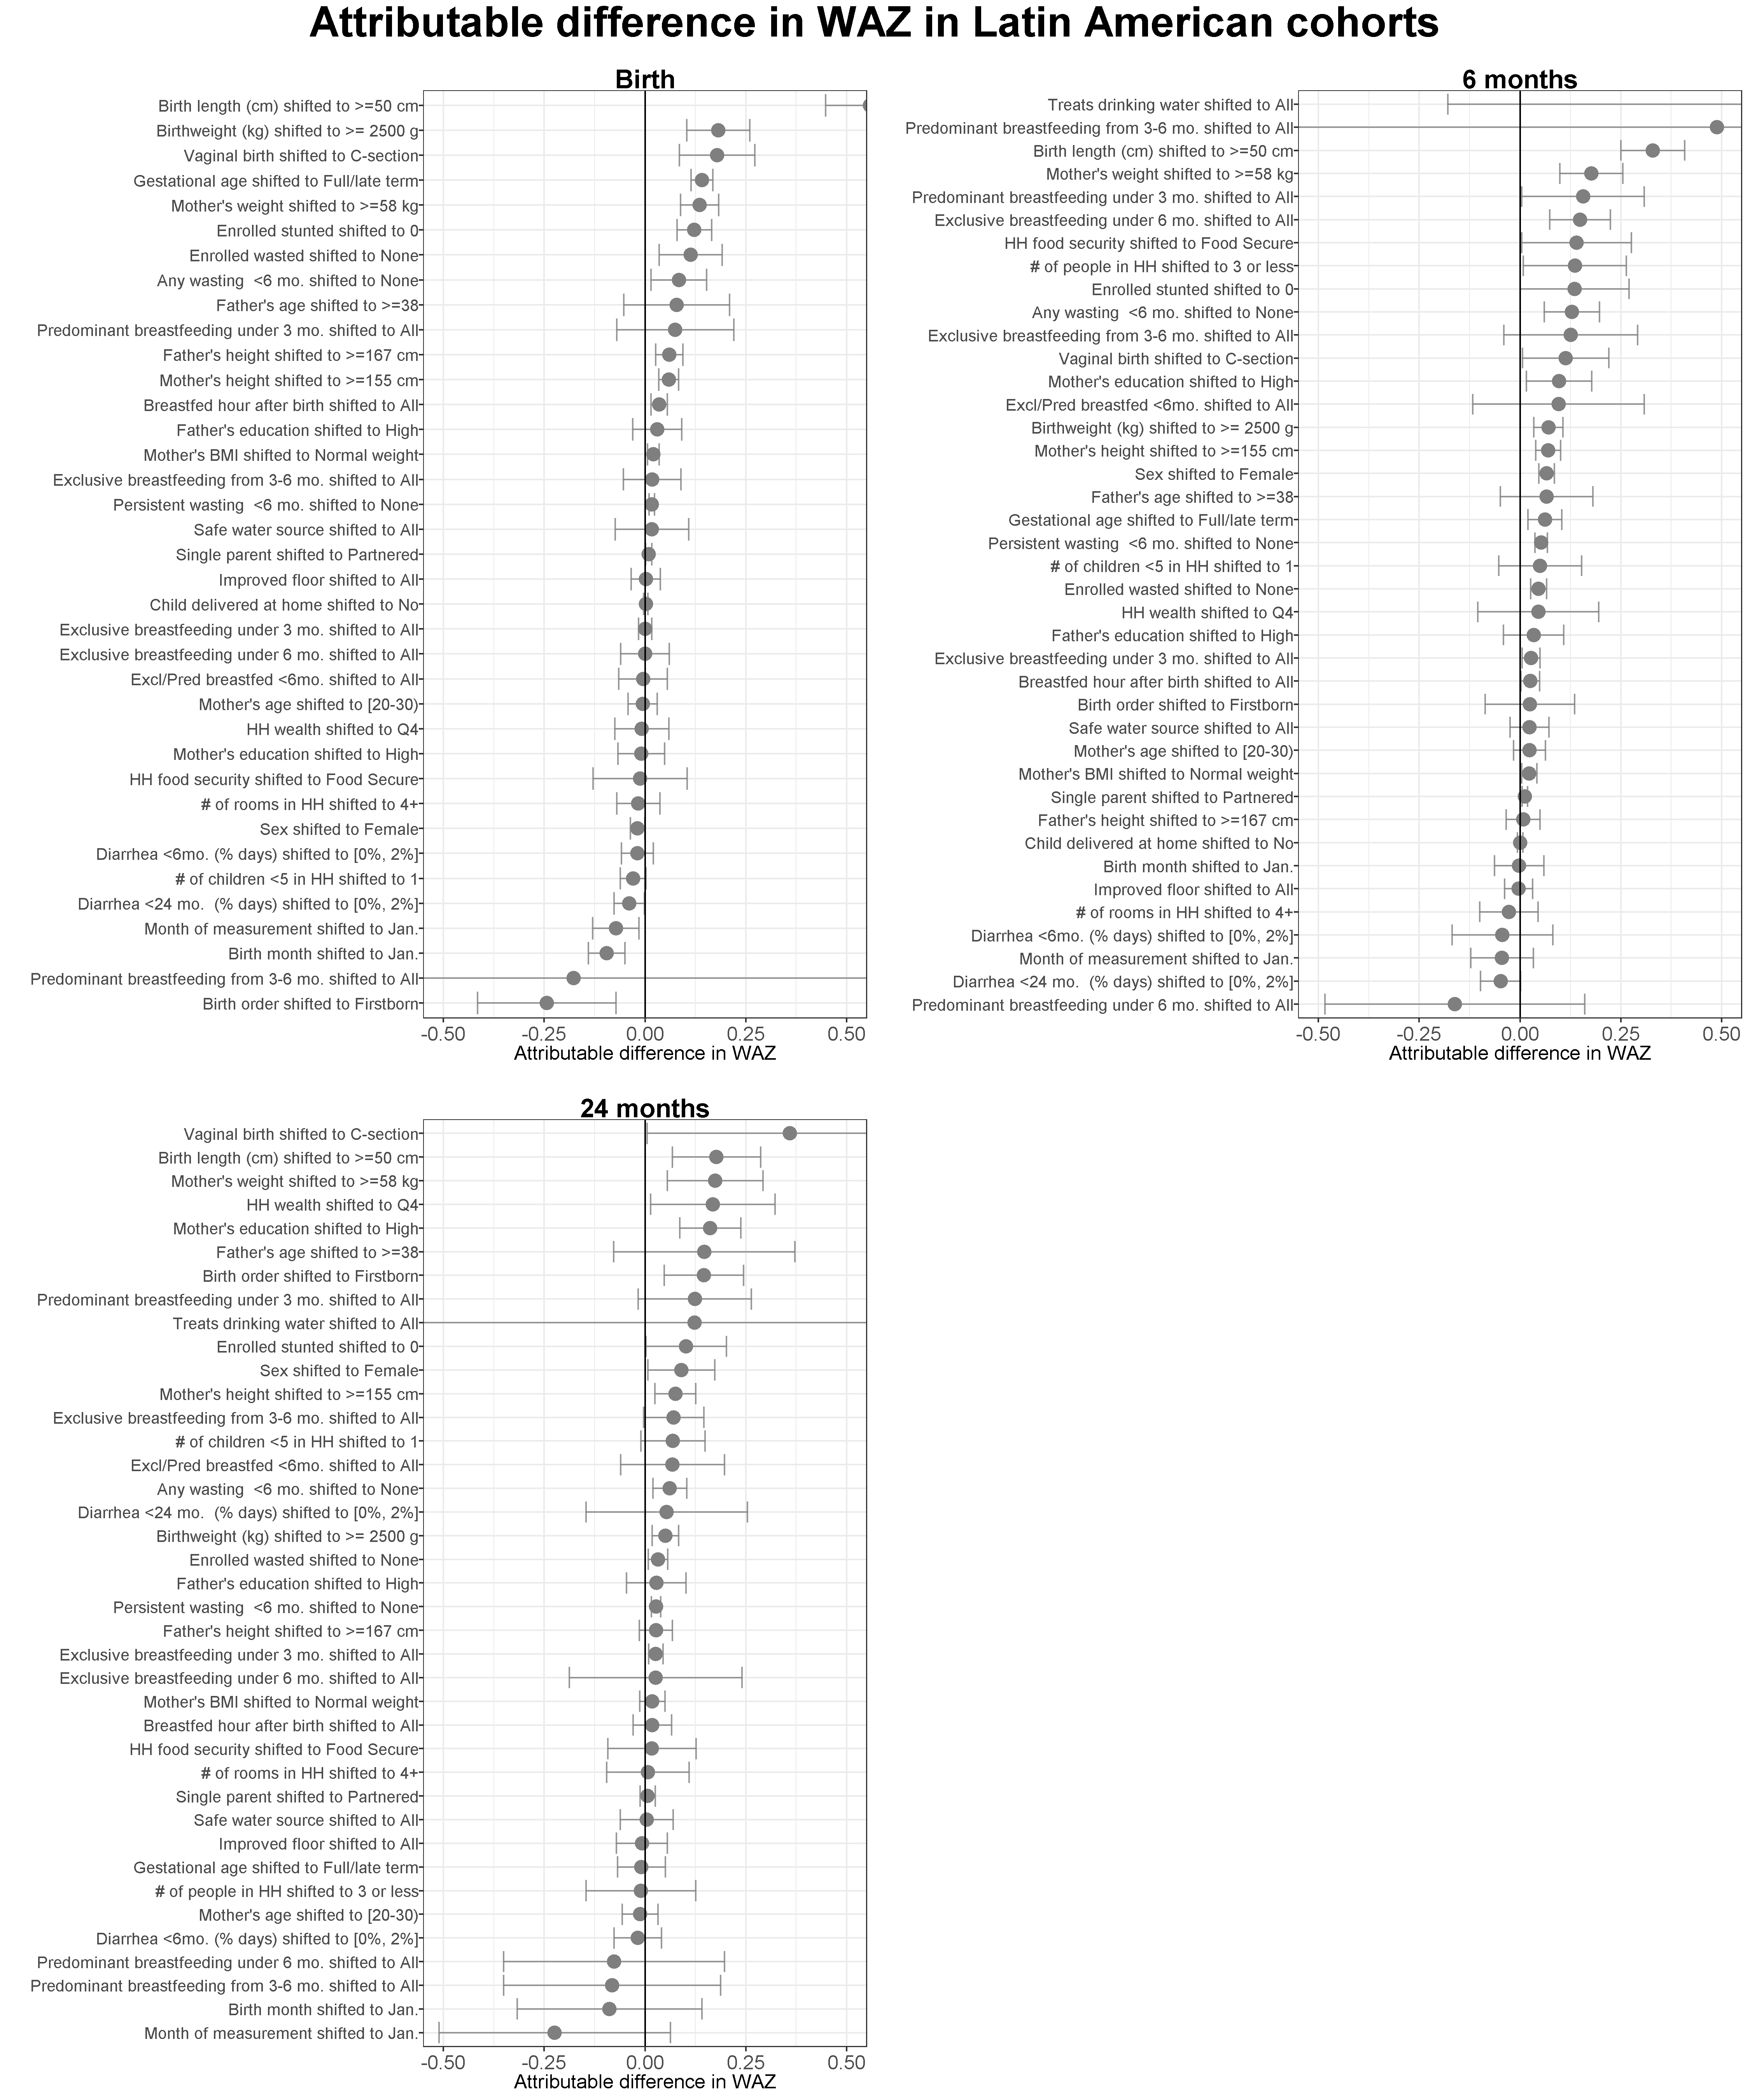 Attributable difference in WAZ in Latin American cohorts
Birth
Birth length (cm) shifted to >=50 cm
Birthweight (kg) shifted to >= 2500 g
Vaginal birth shifted to C-section
Gestational age shifted to Full/late term
Mother's weight shifted to >=58 kg
Enrolled stunted shifted to 0
Enrolled wasted shifted to None
Any wasting  <6 mo. shifted to None
Father's age shifted to >=38
Predominant breastfeeding under 3 mo. shifted to All
Father's height shifted to >=167 cm
Mother's height shifted to >=155 cm
Breastfed hour after birth shifted to All
Father's education shifted to High
Mother's BMI shifted to Normal weight
Exclusive breastfeeding from 3-6 mo. shifted to All
Persistent wasting  <6 mo. shifted to None
Safe water source shifted to All
Single parent shifted to Partnered
Improved floor shifted to All
Child delivered at home shifted to No
Exclusive breastfeeding under 3 mo. shifted to All
Exclusive breastfeeding under 6 mo. shifted to All
Excl/Pred breastfed <6mo. shifted to All
Mother's age shifted to [20-30)
HH wealth shifted to Q4
Mother's education shifted to High
HH food security shifted to Food Secure
# of rooms in HH shifted to 4+
Sex shifted to Female
Diarrhea <6mo. (% days) shifted to [0%, 2%]
# of children <5 in HH shifted to 1
Diarrhea <24 mo.  (% days) shifted to [0%, 2%]
Month of measurement shifted to Jan.
Birth month shifted to Jan.
Predominant breastfeeding from 3-6 mo. shifted to All
Birth order shifted to Firstborn
-0.50 -0.25 0.00 0.25 0.50
Attributable difference in WAZ
6 months
Treats drinking water shifted to All
Predominant breastfeeding from 3-6 mo. shifted to All
Birth length (cm) shifted to >=50 cm
Mother's weight shifted to >=58 kg
Predominant breastfeeding under 3 mo. shifted to All
Exclusive breastfeeding under 6 mo. shifted to All
HH food security shifted to Food Secure
# of people in HH shifted to 3 or less
Enrolled stunted shifted to 0
Any wasting  <6 mo. shifted to None
Exclusive breastfeeding from 3-6 mo. shifted to All
Vaginal birth shifted to C-section
Mother's education shifted to High
Excl/Pred breastfed <6mo. shifted to All
Birthweight (kg) shifted to >= 2500 g
Mother's height shifted to >=155 cm
Sex shifted to Female
Father's age shifted to >=38
Gestational age shifted to Full/late term
Persistent wasting  <6 mo. shifted to None
# of children <5 in HH shifted to 1
Enrolled wasted shifted to None
HH wealth shifted to Q4
Father's education shifted to High
Exclusive breastfeeding under 3 mo. shifted to All
Breastfed hour after birth shifted to All
Birth order shifted to Firstborn
Safe water source shifted to All
Mother's age shifted to [20-30)
Mother's BMI shifted to Normal weight
Single parent shifted to Partnered
Father's height shifted to >=167 cm
Child delivered at home shifted to No
Birth month shifted to Jan.
Improved floor shifted to All
# of rooms in HH shifted to 4+
Diarrhea <6mo. (% days) shifted to [0%, 2%]
Month of measurement shifted to Jan.
Diarrhea <24 mo.  (% days) shifted to [0%, 2%]
Predominant breastfeeding under 6 mo. shifted to All
-0.50 -0.25 0.00 0.25 0.50
Attributable difference in WAZ
24 months
Vaginal birth shifted to C-section
Birth length (cm) shifted to >=50 cm
Mother's weight shifted to >=58 kg
HH wealth shifted to Q4
Mother's education shifted to High
Father's age shifted to >=38
Birth order shifted to Firstborn
Predominant breastfeeding under 3 mo. shifted to All
Treats drinking water shifted to All
Enrolled stunted shifted to 0
Sex shifted to Female
Mother's height shifted to >=155 cm
Exclusive breastfeeding from 3-6 mo. shifted to All
# of children <5 in HH shifted to 1
Excl/Pred breastfed <6mo. shifted to All
Any wasting  <6 mo. shifted to None
Diarrhea <24 mo.  (% days) shifted to [0%, 2%]
Birthweight (kg) shifted to >= 2500 g
Enrolled wasted shifted to None
Father's education shifted to High
Persistent wasting  <6 mo. shifted to None
Father's height shifted to >=167 cm
Exclusive breastfeeding under 3 mo. shifted to All
Exclusive breastfeeding under 6 mo. shifted to All
Mother's BMI shifted to Normal weight
Breastfed hour after birth shifted to All
HH food security shifted to Food Secure
# of rooms in HH shifted to 4+
Single parent shifted to Partnered
Safe water source shifted to All
Improved floor shifted to All
Gestational age shifted to Full/late term
# of people in HH shifted to 3 or less
Mother's age shifted to [20-30)
Diarrhea <6mo. (% days) shifted to [0%, 2%]
Predominant breastfeeding under 6 mo. shifted to All
Predominant breastfeeding from 3-6 mo. shifted to All
Birth month shifted to Jan.
Month of measurement shifted to Jan.
-0.50 -0.25 0.00 0.25 0.50
Attributable difference in WAZ